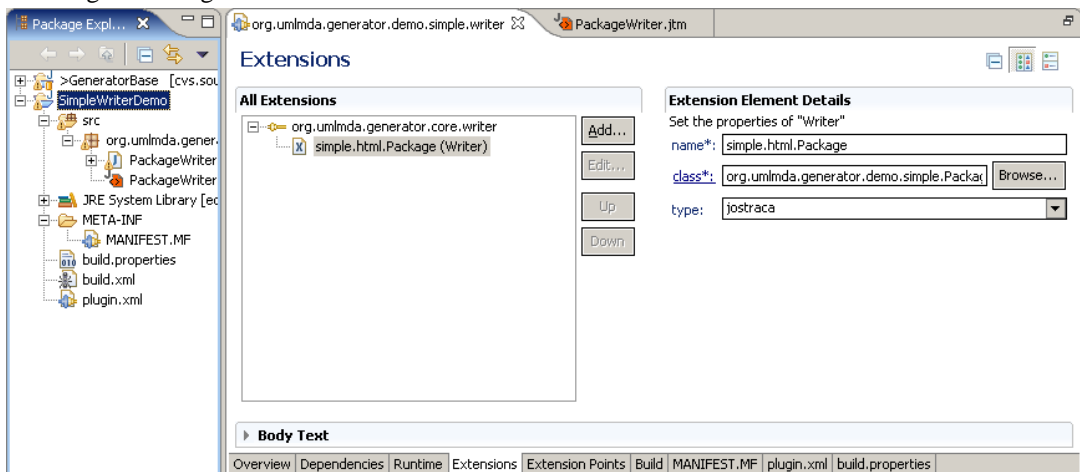 Package Expl...
org.umlmda.generator.demo.simple.writer
PackageWriter.jtm
>GeneratorBase [cvs.sou
SimpleWriterDemo
src
org.umlmda.gener
PackageWriter
PackageWriter
JRE System Library [ec
META-INF
MANIFEST.MF
build.properties
build.xml
plugin.xml
Extensions
All Extensions
org.umlmda.generator.core.writer
simple.html.Package (Writer)
Add...
Edit...
Up
Down
Extension Element Details
Set the properties of "Writer"
name*: simple.html.Package
class*: org.umlmda.generator.demo.simple.Packag Browse...
type: jostraca
Body Text
Overview Dependencies Runtime Extensions Extension Points Build MANIFEST.MF plugin.xml build.properties